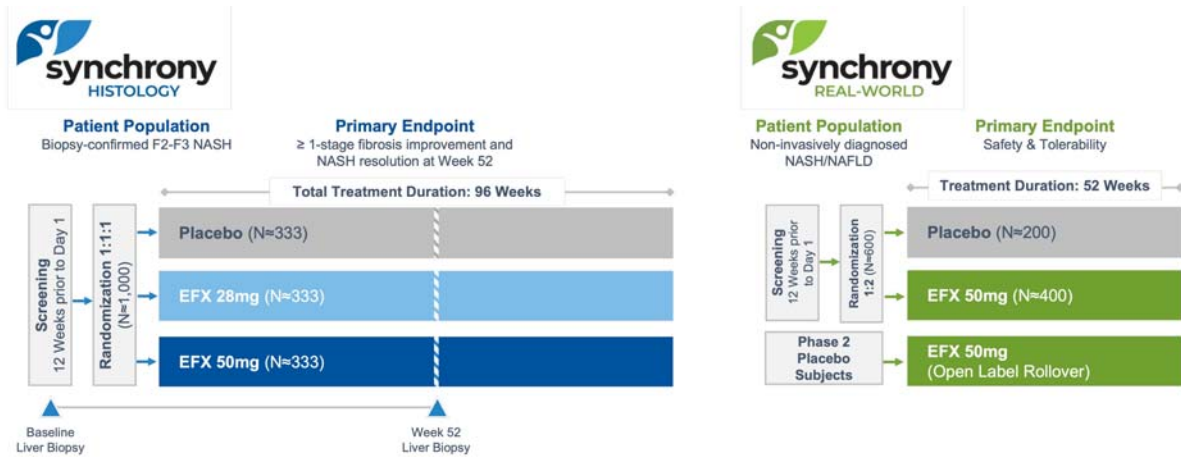 synchrony
HISTOLOGY
Patient Population
Biopsy-confirmed F2-F3 NASH
Primary Endpoint
≥ 1-stage fibrosis improvement and
NASH resolution at Week 52
Total Treatment Duration: 96 Weeks
Screening
12 Weeks prior to Day 1
Randomization 1:1:1
(N≈1,000)
Placebo (N≈333)
EFX 28mg (N≈333)
EFX 50mg (N≈333)
Baseline
Liver Biopsy
Week 52
Liver Biopsy
synchrony
REAL-WORLD
Patient Population
Non-invasively diagnosed
NASH/NAFLD
Primary Endpoint
Safety & Tolerability
Treatment Duration: 52 Weeks
Screening
12 Weeks prior
to Day 1
Randomization
1:2 (N≈600)
Placebo (N≈200)
EFX 50mg (N≈400)
Phase 2
Placebo
Subjects
EFX 50mg
(Open Label Rollover)